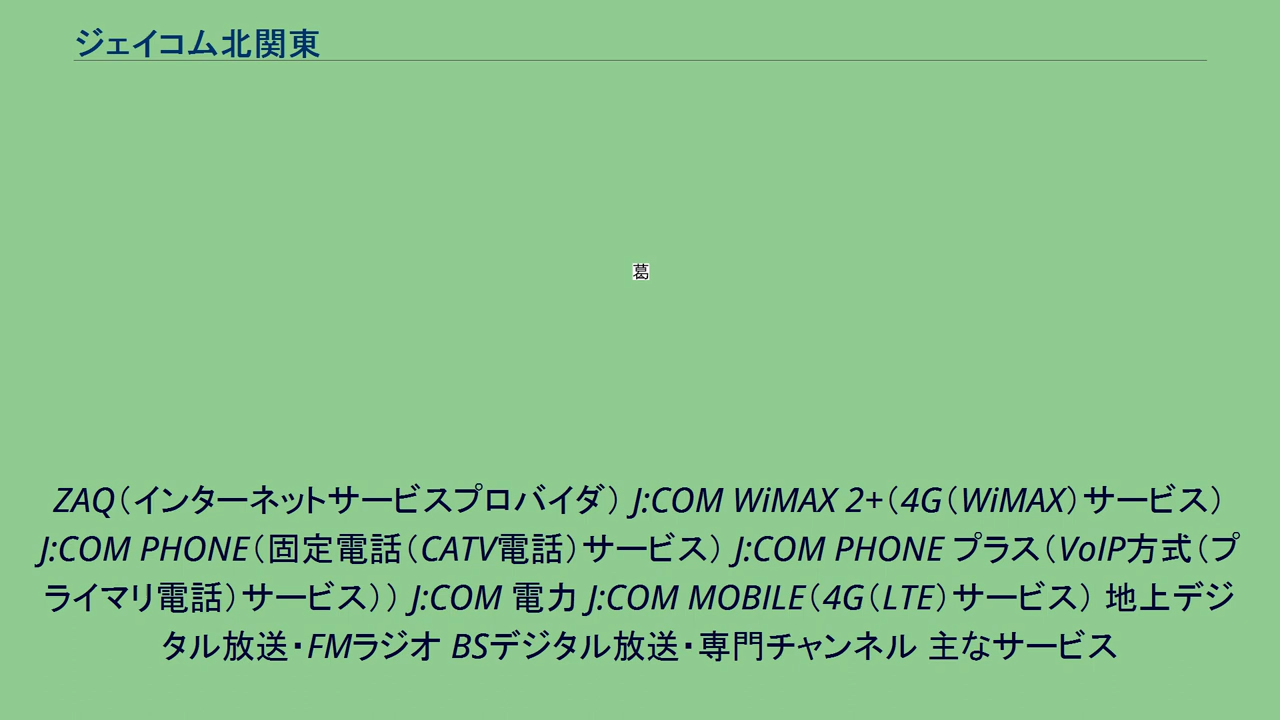 ジェイコム北関東
葛
ZAQ（インターネットサービスプロバイダ） J:COM WiMAX 2+（4G（WiMAX）サービス）
J:COM PHONE（固定電話（CATV電話）サービス） J:COM PHONE プラス（VoIP方式（プ
ライマリ電話）サービス）） J:COM 電力 J:COM MOBILE（4G（LTE）サービス） 地上デジ
タル放送・FMラジオ BSデジタル放送・専門チャンネル 主なサービス